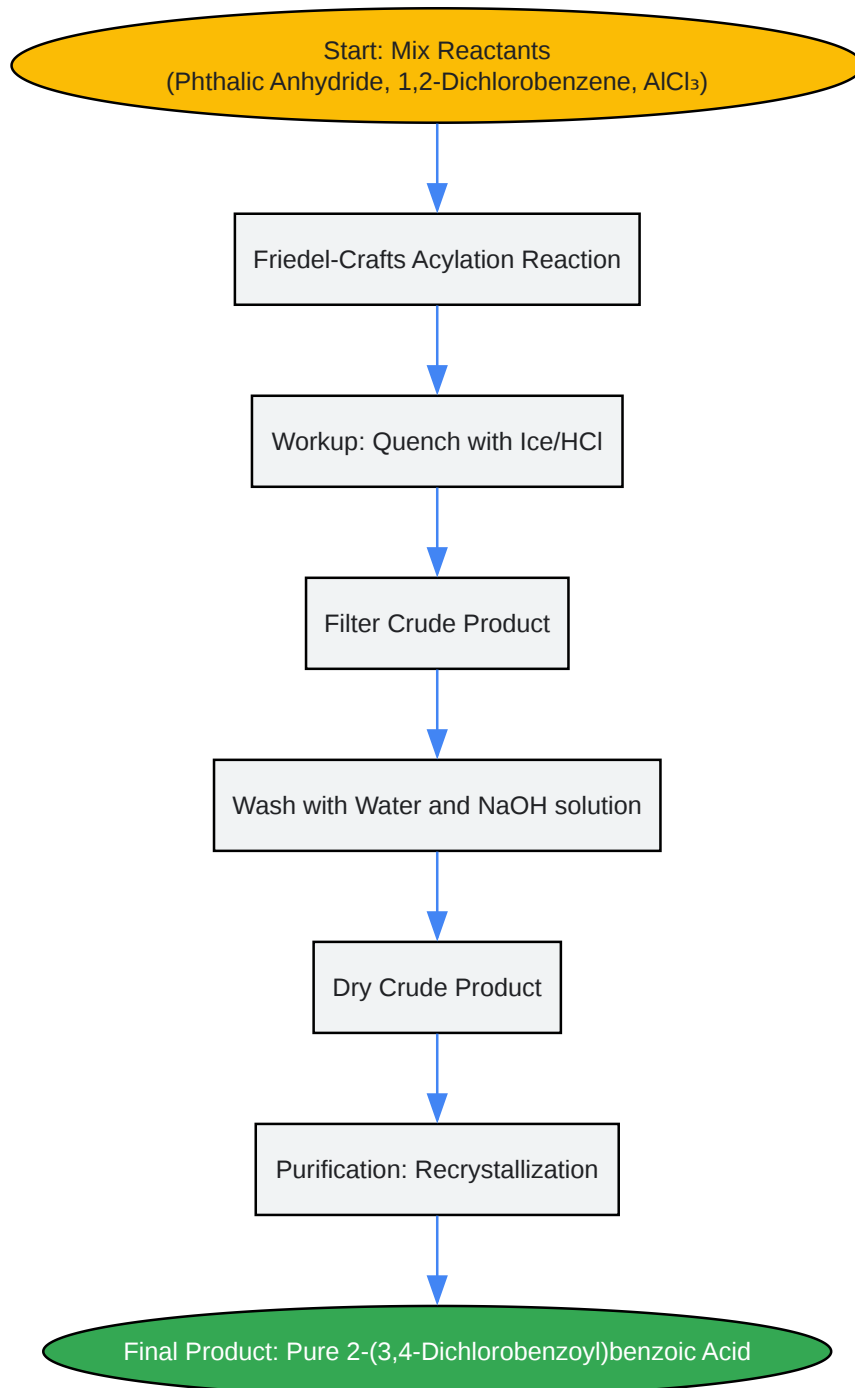 Start: Mix Reactants
(Phthalic Anhydride, 1,2-Dichlorobenzene, AlCl₃)
Friedel-Crafts Acylation Reaction
Workup: Quench with Ice/HCl
Filter Crude Product
Wash with Water and NaOH solution
Dry Crude Product
Purification: Recrystallization
Final Product: Pure 2-(3,4-Dichlorobenzoyl)benzoic Acid